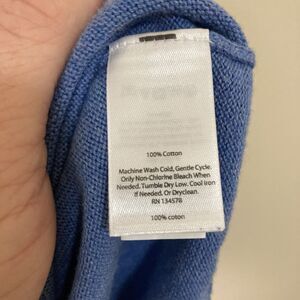 100% Cotton
Machine Wash Cold, Gentle Cycle.
Only Non-Chlorine Bleach When
Needed. Tumble Dry Low. Cool Iron
if Needed. Or Dryclean.
RN 134578
100% coton